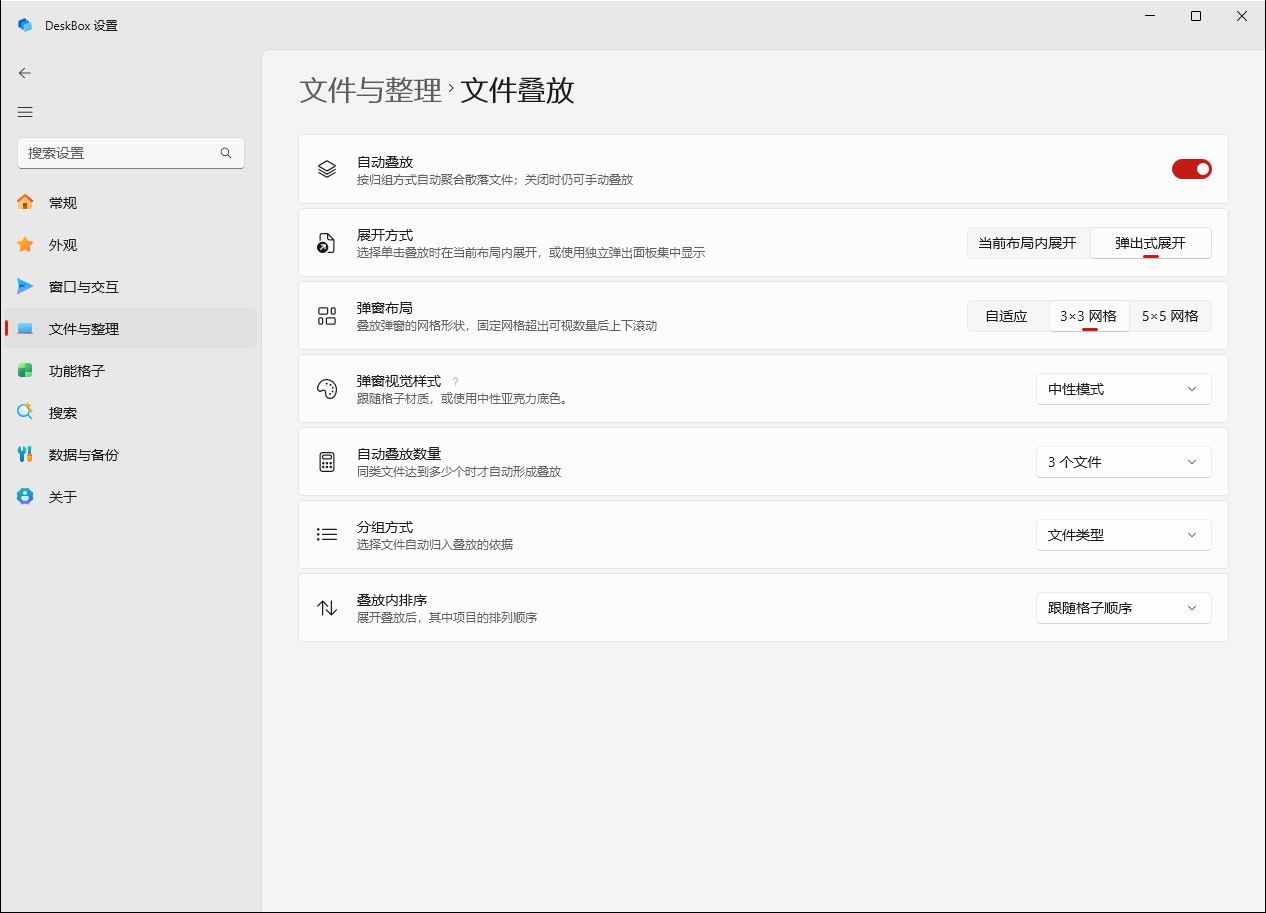 DeskBox 设置
搜索设置
常规
外观
窗口与交互
文件与整理
功能格子
搜索
数据与备份
关于
文件与整理 › 文件叠放
自动叠放
按归组方式自动聚合散落文件；关闭时仍可手动叠放
展开方式
选择单击叠放时在当前布局内展开，或使用独立弹出面板集中显示
当前布局内展开 弹出式展开
弹窗布局
叠放弹窗的网格形状，固定网格超出可视数量后上下滚动
自适应 3×3 网格 5×5 网格
弹窗视觉样式 ?
跟随格子材质，或使用中性亚克力底色。
中性模式
自动叠放数量
同类文件达到多少个时才自动形成叠放
3 个文件
分组方式
选择文件自动归入叠放的依据
文件类型
叠放内排序
展开叠放后，其中项目的排列顺序
跟随格子顺序